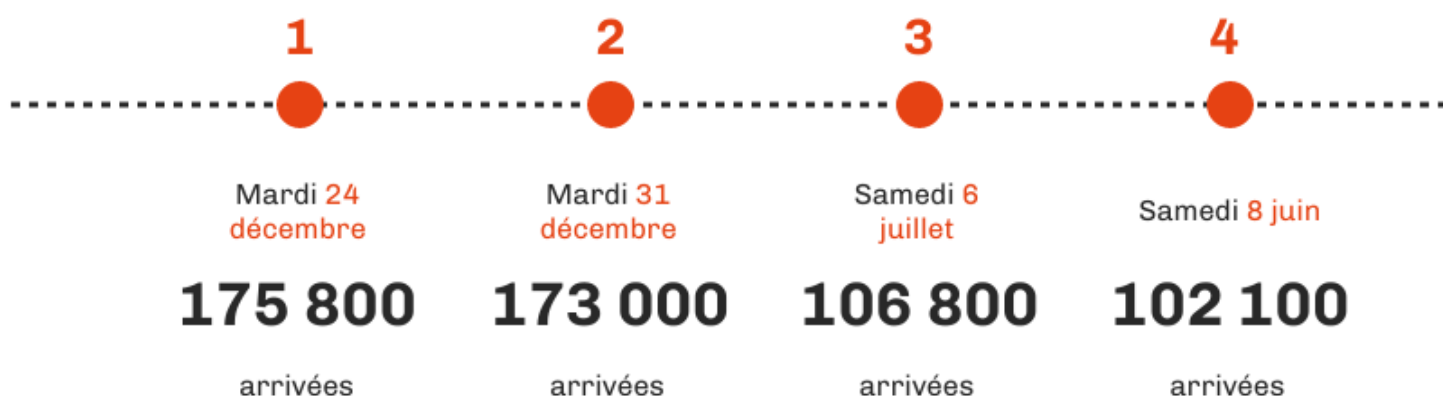 1
2
3
4
Mardi 24
décembre
Mardi 31
décembre
Samedi 6
juillet
Samedi 8 juin
175 800
173 000
106 800
102 100
arrivées
arrivées
arrivées
arrivées